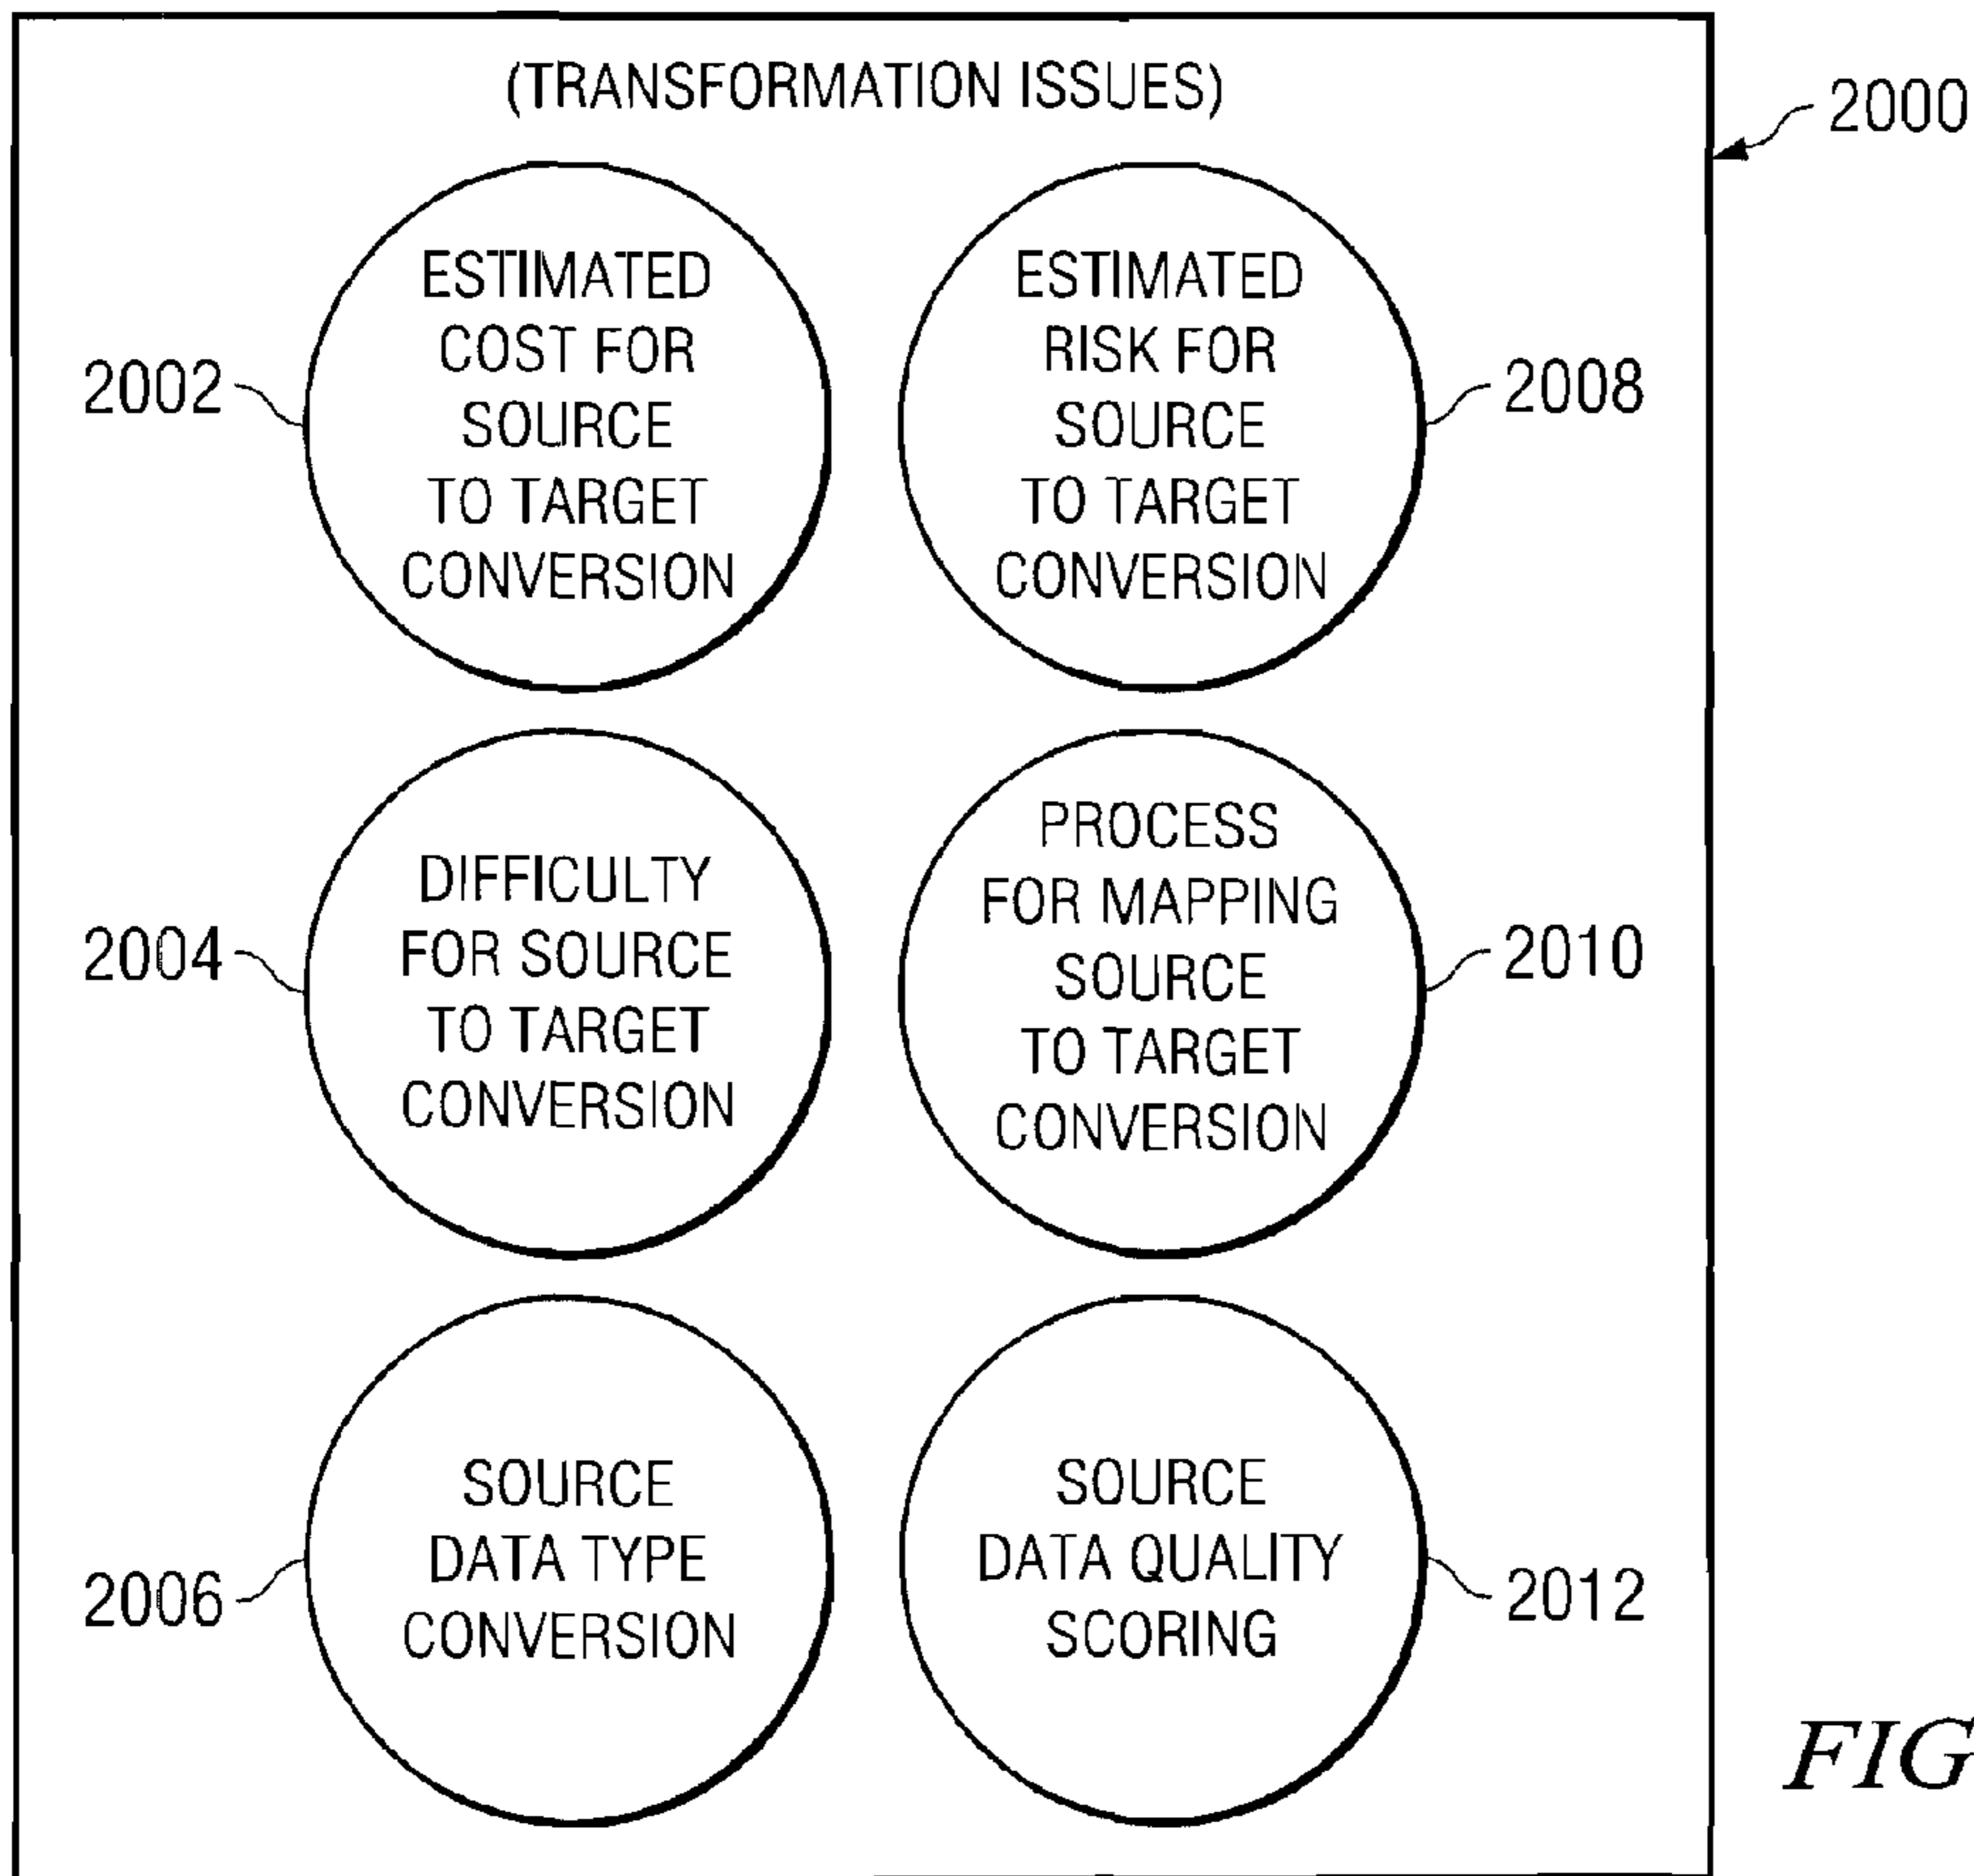 (TRANSFORMATION ISSUES)
2000
ESTIMATED
COST FOR
SOURCE
TO TARGET
CONVERSION
2002
ESTIMATED
RISK FOR
SOURCE
TO TARGET
CONVERSION
2008
DIFFICULTY
FOR SOURCE
TO TARGET
CONVERSION
2004
PROCESS
FOR MAPPING
SOURCE
TO TARGET
CONVERSION
2010
SOURCE
DATA TYPE
CONVERSION
2006
SOURCE
DATA QUALITY
SCORING
2012
FIG